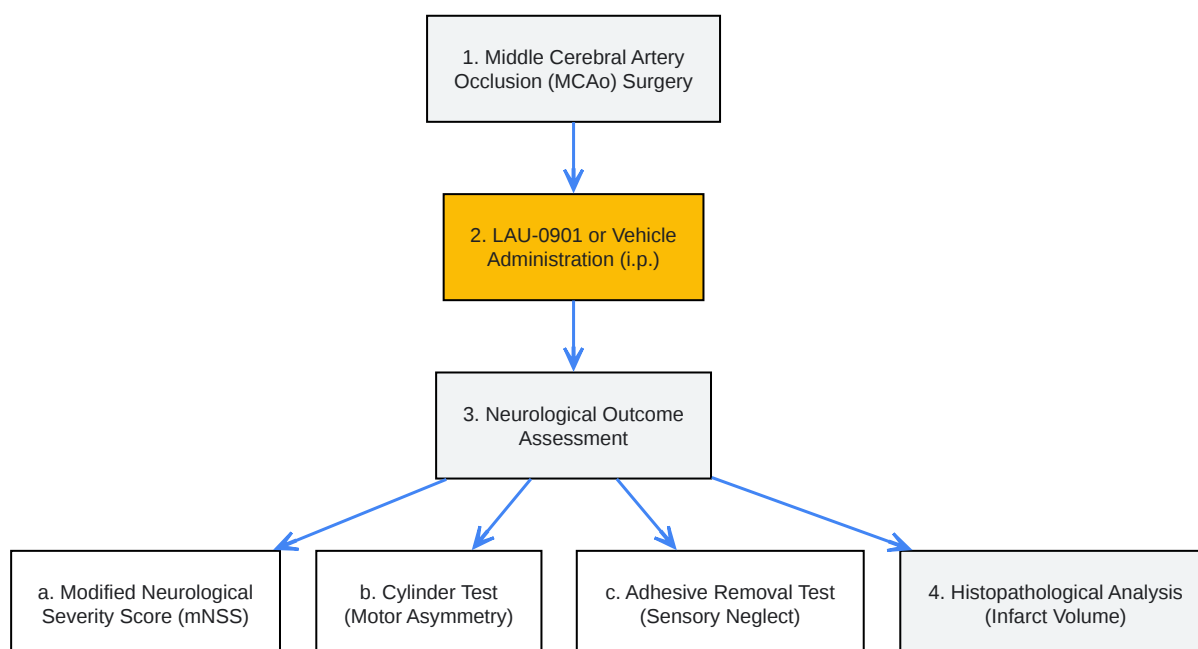 1. Middle Cerebral Artery
Occlusion (MCAo) Surgery
2. LAU-0901 or Vehicle
Administration (i.p.)
3. Neurological Outcome
Assessment
a. Modified Neurological
Severity Score (mNSS)
b. Cylinder Test
(Motor Asymmetry)
c. Adhesive Removal Test
(Sensory Neglect)
4. Histopathological Analysis
(Infarct Volume)